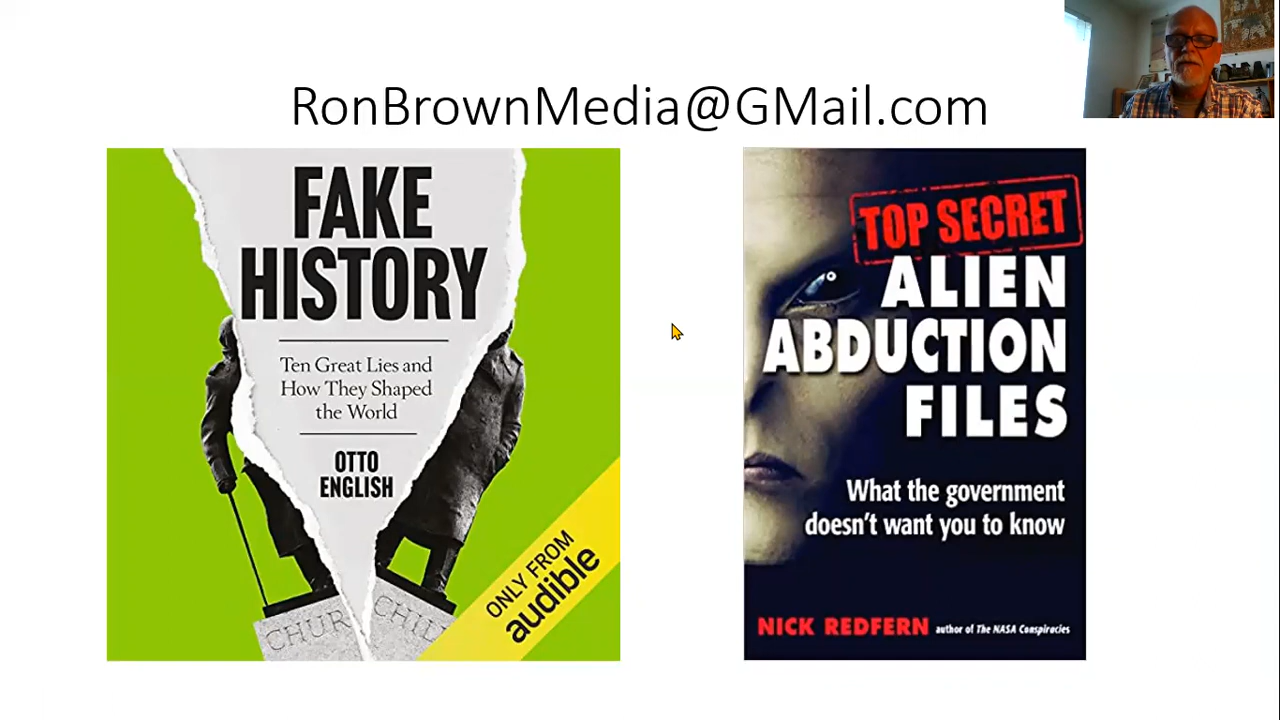 RonBrownMedia@GMail.com
FAKE
HISTORY
Ten Great Lies and
How They Shaped
the World
OTTO
ENGLISH
CHURCHILL
ONLY FROM
audible
TOP SECRET
ALIEN
ABDUCTION
FILES
What the government
doesn't want you to know
NICK REDFERN author of The NASA Conspiracies